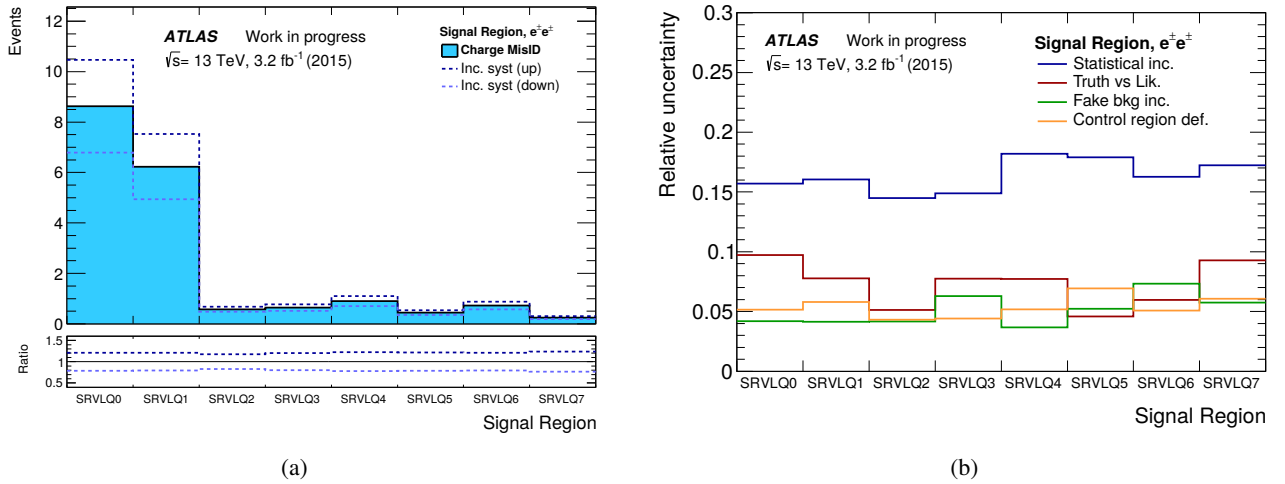 Events
12
10
8
6
4
2
0
ATLAS Work in progress
√s= 13 TeV, 3.2 fb⁻¹ (2015)
Signal Region, e±e±
Charge MisID
Inc. syst (up)
Inc. syst (down)
Ratio
1.5
1
0.5
SRVLQ0 SRVLQ1 SRVLQ2 SRVLQ3 SRVLQ4 SRVLQ5 SRVLQ6 SRVLQ7
Signal Region
(a)
Relative uncertainty
0.3
0.25
0.2
0.15
0.1
0.05
0
ATLAS Work in progress
√s= 13 TeV, 3.2 fb⁻¹ (2015)
Signal Region, e±e±
Statistical inc.
Truth vs Lik.
Fake bkg inc.
Control region def.
SRVLQ0 SRVLQ1 SRVLQ2 SRVLQ3 SRVLQ4 SRVLQ5 SRVLQ6 SRVLQ7
Signal Region
(b)